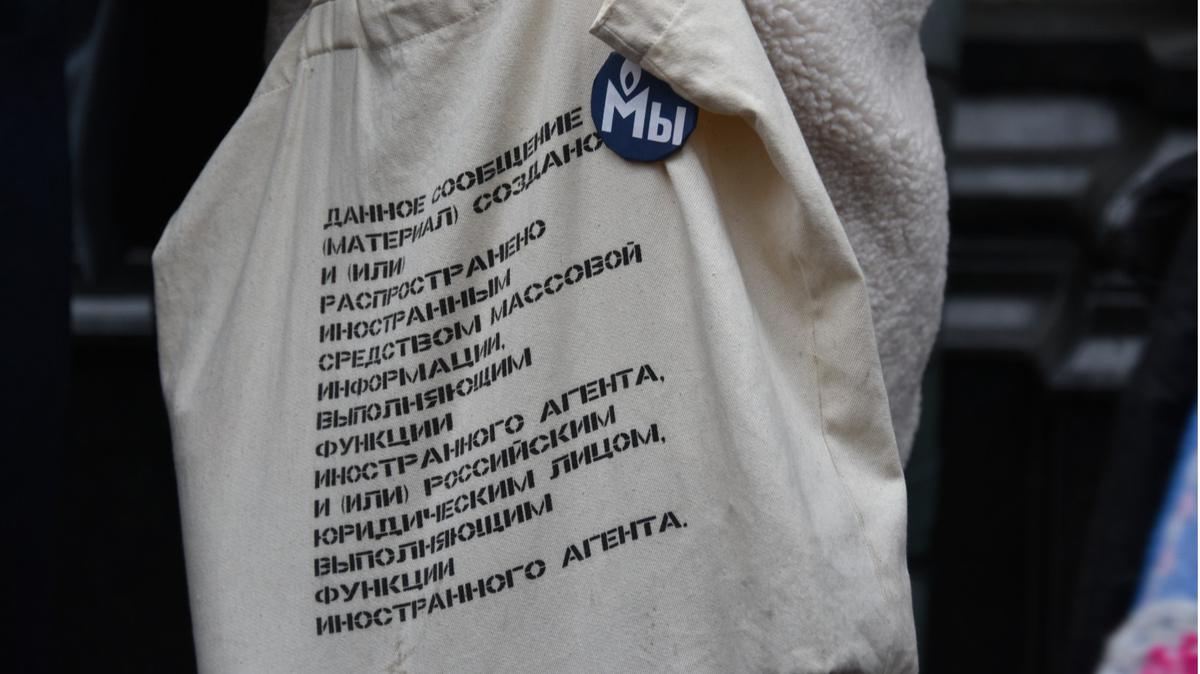 Мы
ДАННОЕ СООБЩЕНИЕ
(МАТЕРИАЛ) СОЗДАНО
И (ИЛИ)
РАСПРОСТРАНЕНО
ИНОСТРАННЫМ
СРЕДСТВОМ МАССОВОЙ
ИНФОРМАЦИИ,
ВЫПОЛНЯЮЩИМ
ФУНКЦИИ
ИНОСТРАННОГО АГЕНТА,
И (ИЛИ) РОССИЙСКИМ
ЮРИДИЧЕСКИМ ЛИЦОМ,
ВЫПОЛНЯЮЩИМ
ФУНКЦИИ
ИНОСТРАННОГО АГЕНТА.